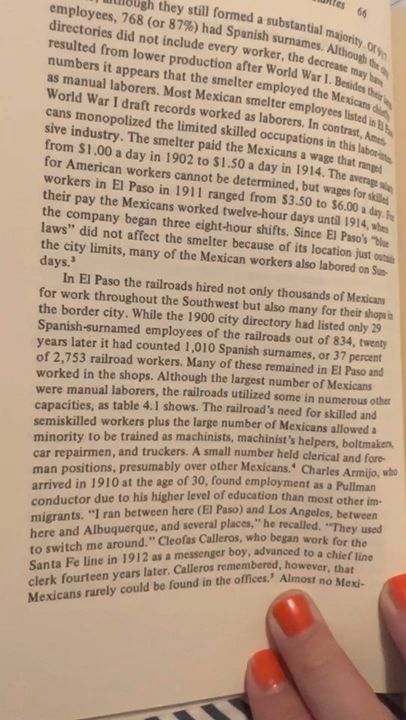 66
although they still formed a substantial majority. Of
employees, 768 (or 87%) had Spanish surnames. Although the
directories did not include every worker, the decrease may have
resulted from lower production after World War I. Besides their
numbers it appears that the smelter employed the Mexicans chiefly
as manual laborers. Most Mexican smelter employees listed in El
World War I draft records worked as laborers. In contrast, Ameri-
cans monopolized the limited skilled occupations in this labor-inten-
sive industry. The smelter paid the Mexicans a wage that ranged
from $1.00 a day in 1902 to $1.50 a day in 1914. The average
for American workers cannot be determined, but wages for skilled
workers in El Paso in 1911 ranged from $3.50 to $6.00 a day. For
their pay the Mexicans worked twelve-hour days until 1914, when
the company began three eight-hour shifts. Since El Paso's "blue
laws" did not affect the smelter because of its location just outside
the city limits, many of the Mexican workers also labored on Sun-
days.³
In El Paso the railroads hired not only thousands of Mexicans
for work throughout the Southwest but also many for their shops in
the border city. While the 1900 city directory had listed only 29
Spanish-surnamed employees of the railroads out of 834, twenty
years later it had counted 1,010 Spanish surnames, or 37 percent
of 2,753 railroad workers. Many of these remained in El Paso and
worked in the shops. Although the largest number of Mexicans
were manual laborers, the railroads utilized some in numerous other
capacities, as table 4.1 shows. The railroad's need for skilled and
semiskilled workers plus the large number of Mexicans allowed a
minority to be trained as machinists, machinist's helpers, boltmakers,
car repairmen, and truckers. A small number held clerical and fore-
man positions, presumably over other Mexicans.⁴ Charles Armijo, who
arrived in 1910 at the age of 30, found employment as a Pullman
conductor due to his higher level of education than most other im-
migrants. "I ran between here (El Paso) and Los Angeles, between
here and Albuquerque, and several places," he recalled. "They used
to switch me around." Cleofas Calleros, who began work for the
Santa Fe line in 1912 as a messenger boy, advanced to a chief line
clerk fourteen years later. Calleros remembered, however, that
Mexicans rarely could be found in the offices.⁵ Almost no Mexi-